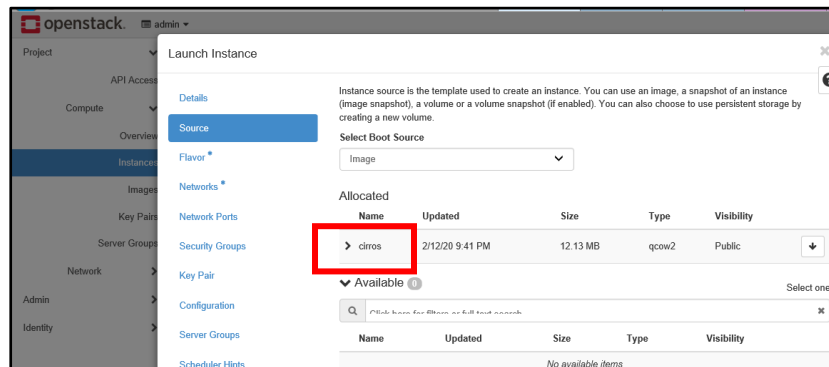 openstack. admin
Project
API Access
Compute
Overview
Instances
Images
Key Pairs
Server Groups
Network
Admin
Identity
Launch Instance
Details
Source
Flavor *
Networks *
Network Ports
Security Groups
Key Pair
Configuration
Server Groups
Scheduler Hints
Instance source is the template used to create an instance. You can use an image, a snapshot of an instance
(image snapshot), a volume or a volume snapshot (if enabled). You can also choose to use persistent storage by
creating a new volume.
Select Boot Source
Image
Allocated
Name Updated Size Type Visibility
cirros 2/12/20 9:41 PM 12.13 MB qcow2 Public
Available 0
Select one
Click here for filters or full text search.
Name Updated Size Type Visibility
No available items